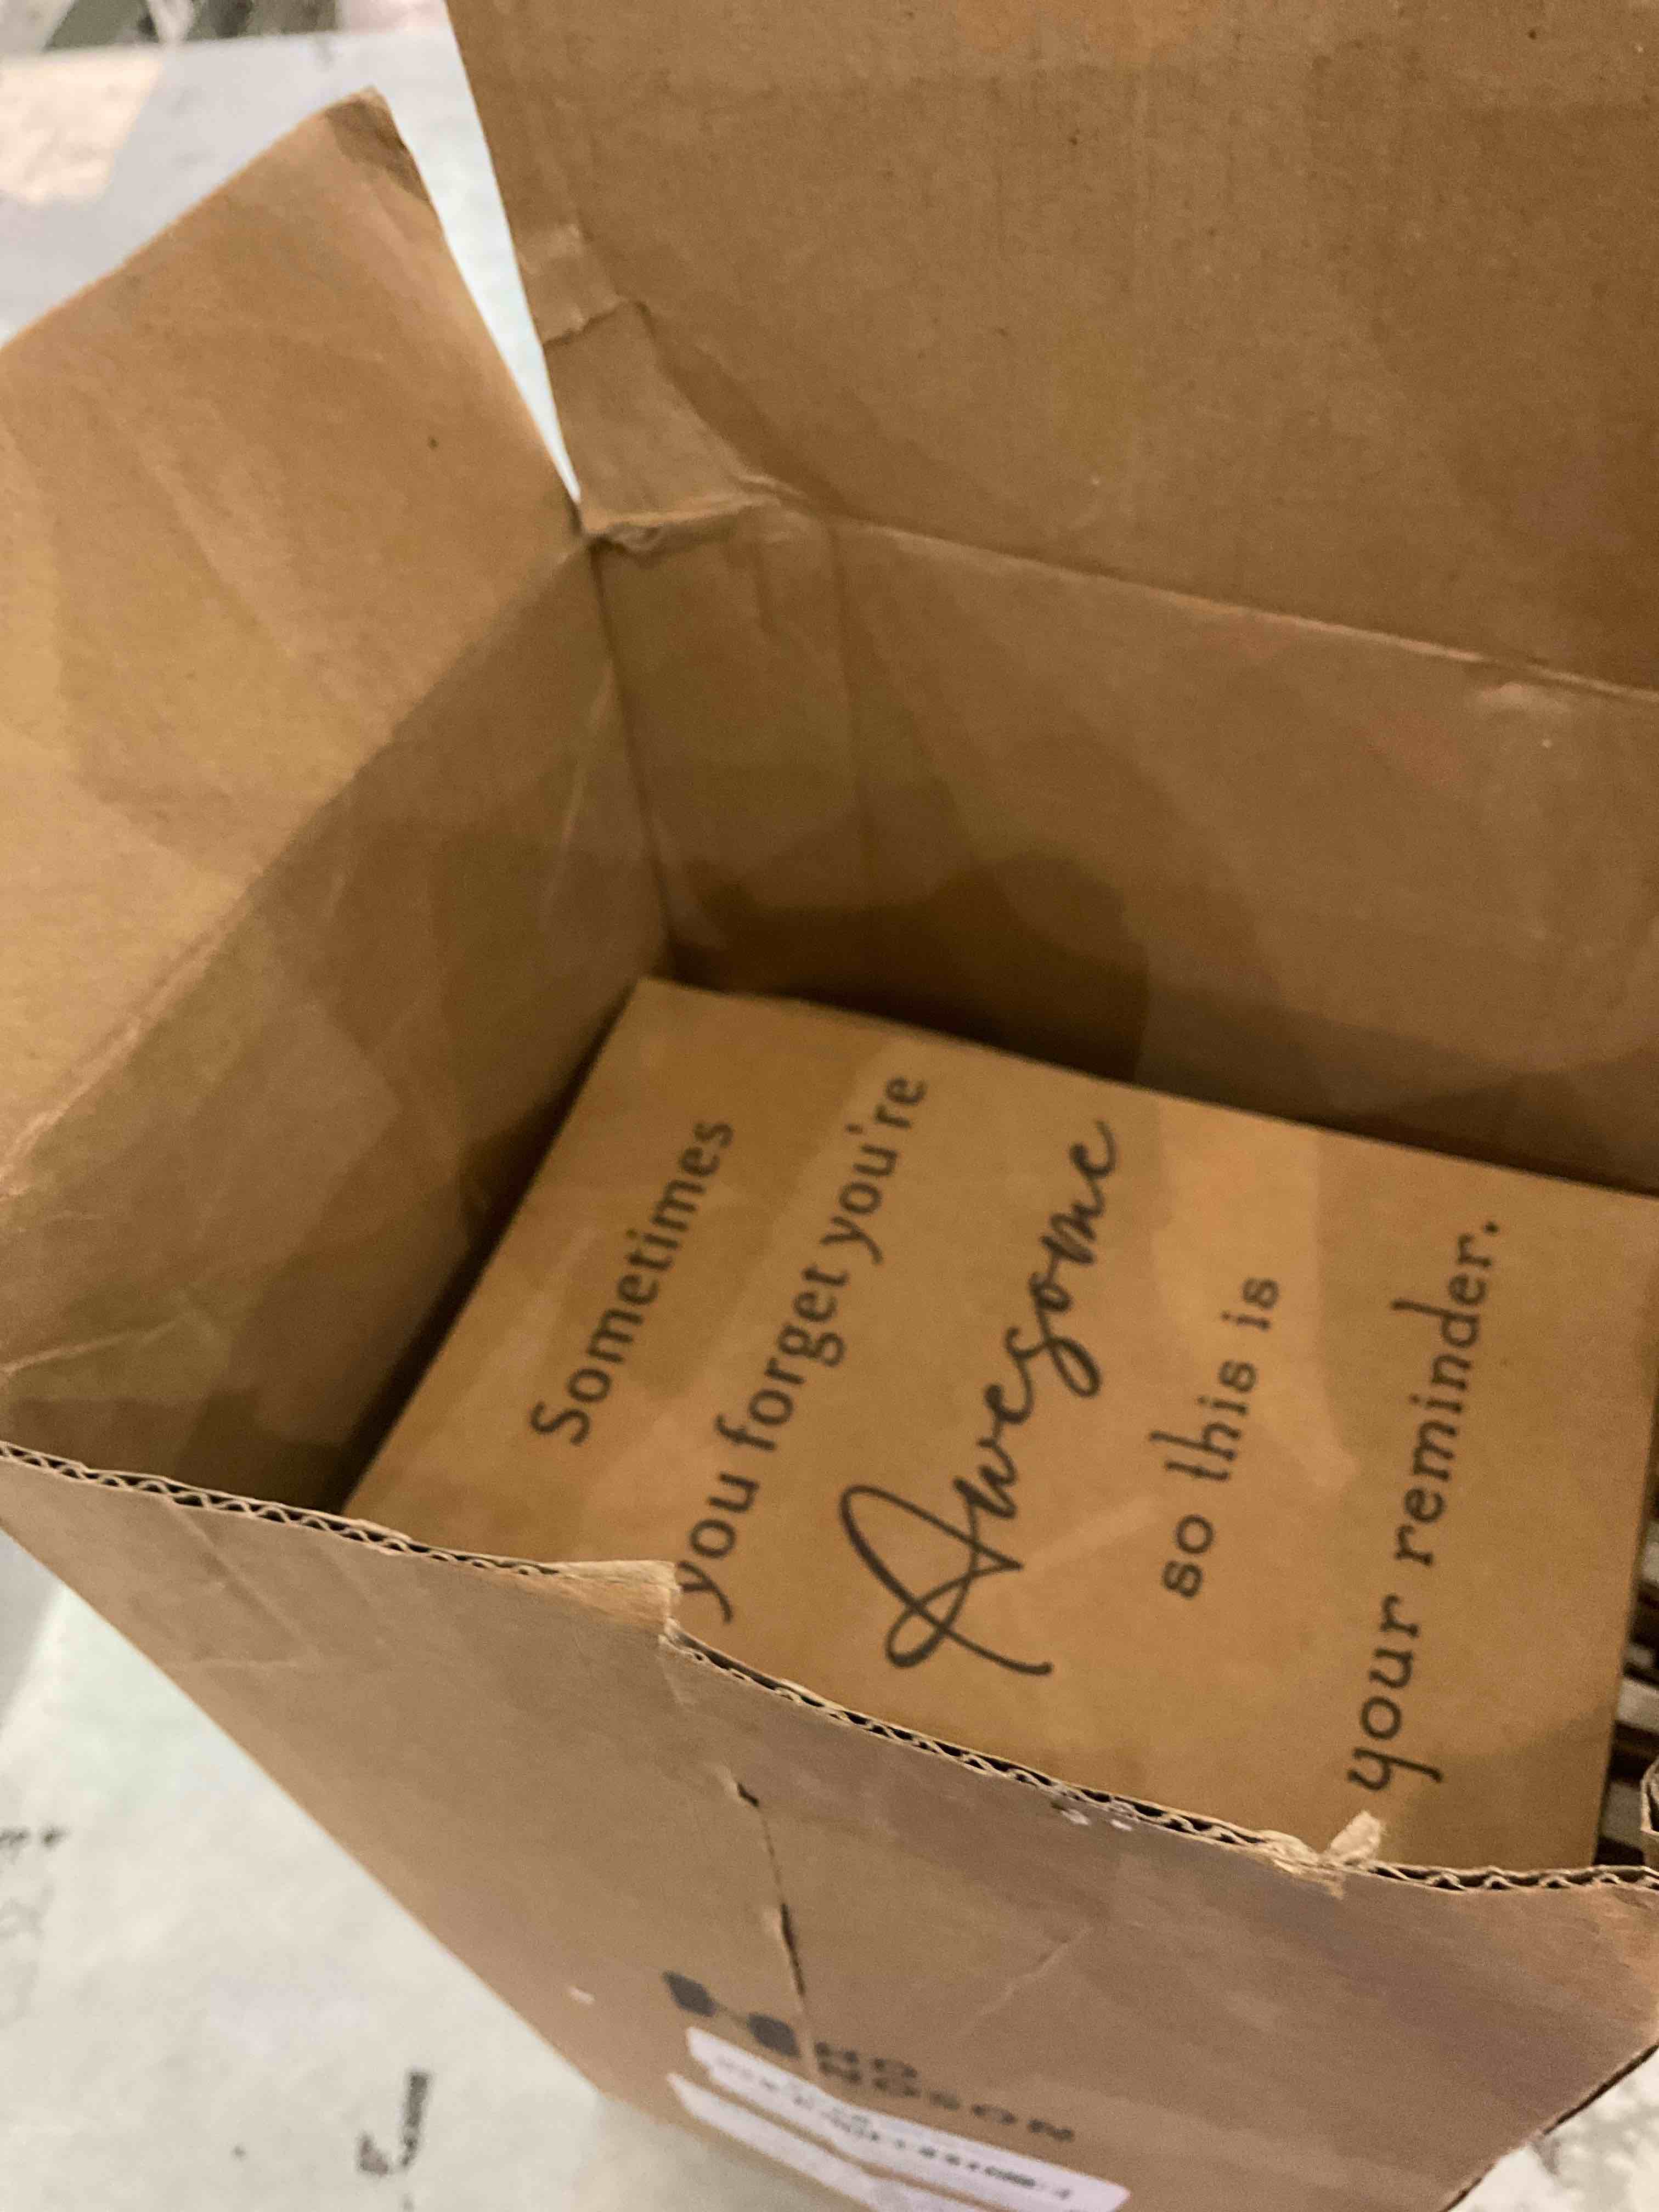 Sometimes
you forget you're
Awesome
so this is
your reminder.